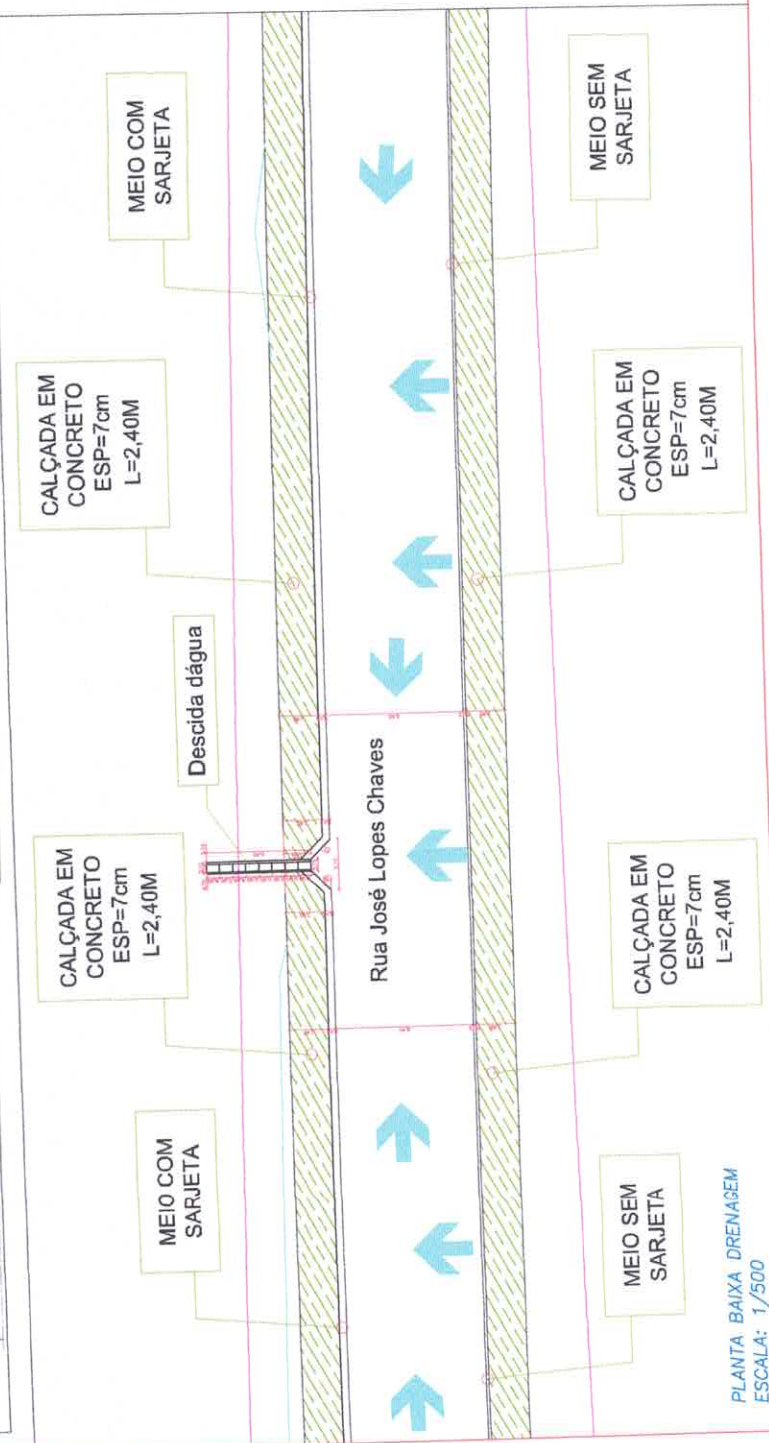 MEIO COM
SARJETA
CALÇADA EM
CONCRETO
ESP=7cm
L=2,40M
Descida dágua
CALÇADA EM
CONCRETO
ESP=7cm
L=2,40M
MEIO COM
SARJETA
Rua José Lopes Chaves
MEIO SEM
SARJETA
CALÇADA EM
CONCRETO
ESP=7cm
L=2,40M
CALÇADA EM
CONCRETO
ESP=7cm
L=2,40M
MEIO SEM
SARJETA
PLANTA BAIXA DRENAGEM
ESCALA: 1/500